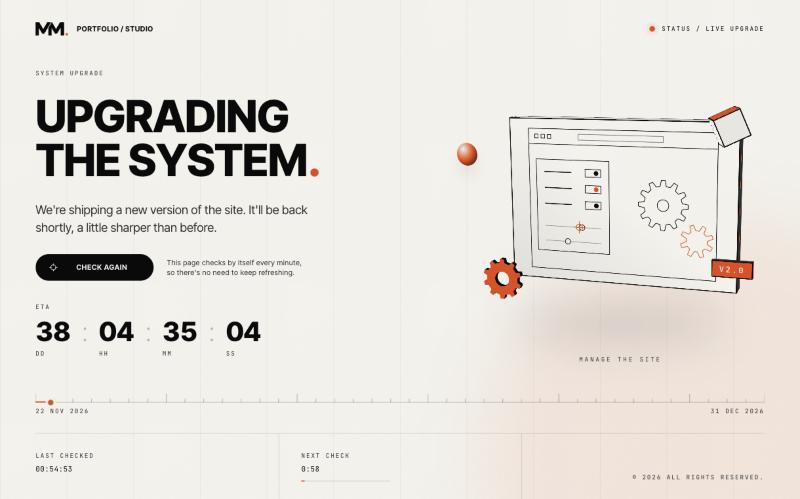 MM.
PORTFOLIO / STUDIO
STATUS / LIVE UPGRADE
SYSTEM UPGRADE
UPGRADING
THE SYSTEM.
We're shipping a new version of the site. It'll be back
shortly, a little sharper than before.
CHECK AGAIN
This page checks by itself every minute,
so there's no need to keep refreshing.
ETA
38 : 04 : 35 : 04
DD HH MM SS
V2.0
MANAGE THE SITE
22 NOV 2026
31 DEC 2026
LAST CHECKED
00:54:53
NEXT CHECK
0:58
© 2026 ALL RIGHTS RESERVED.